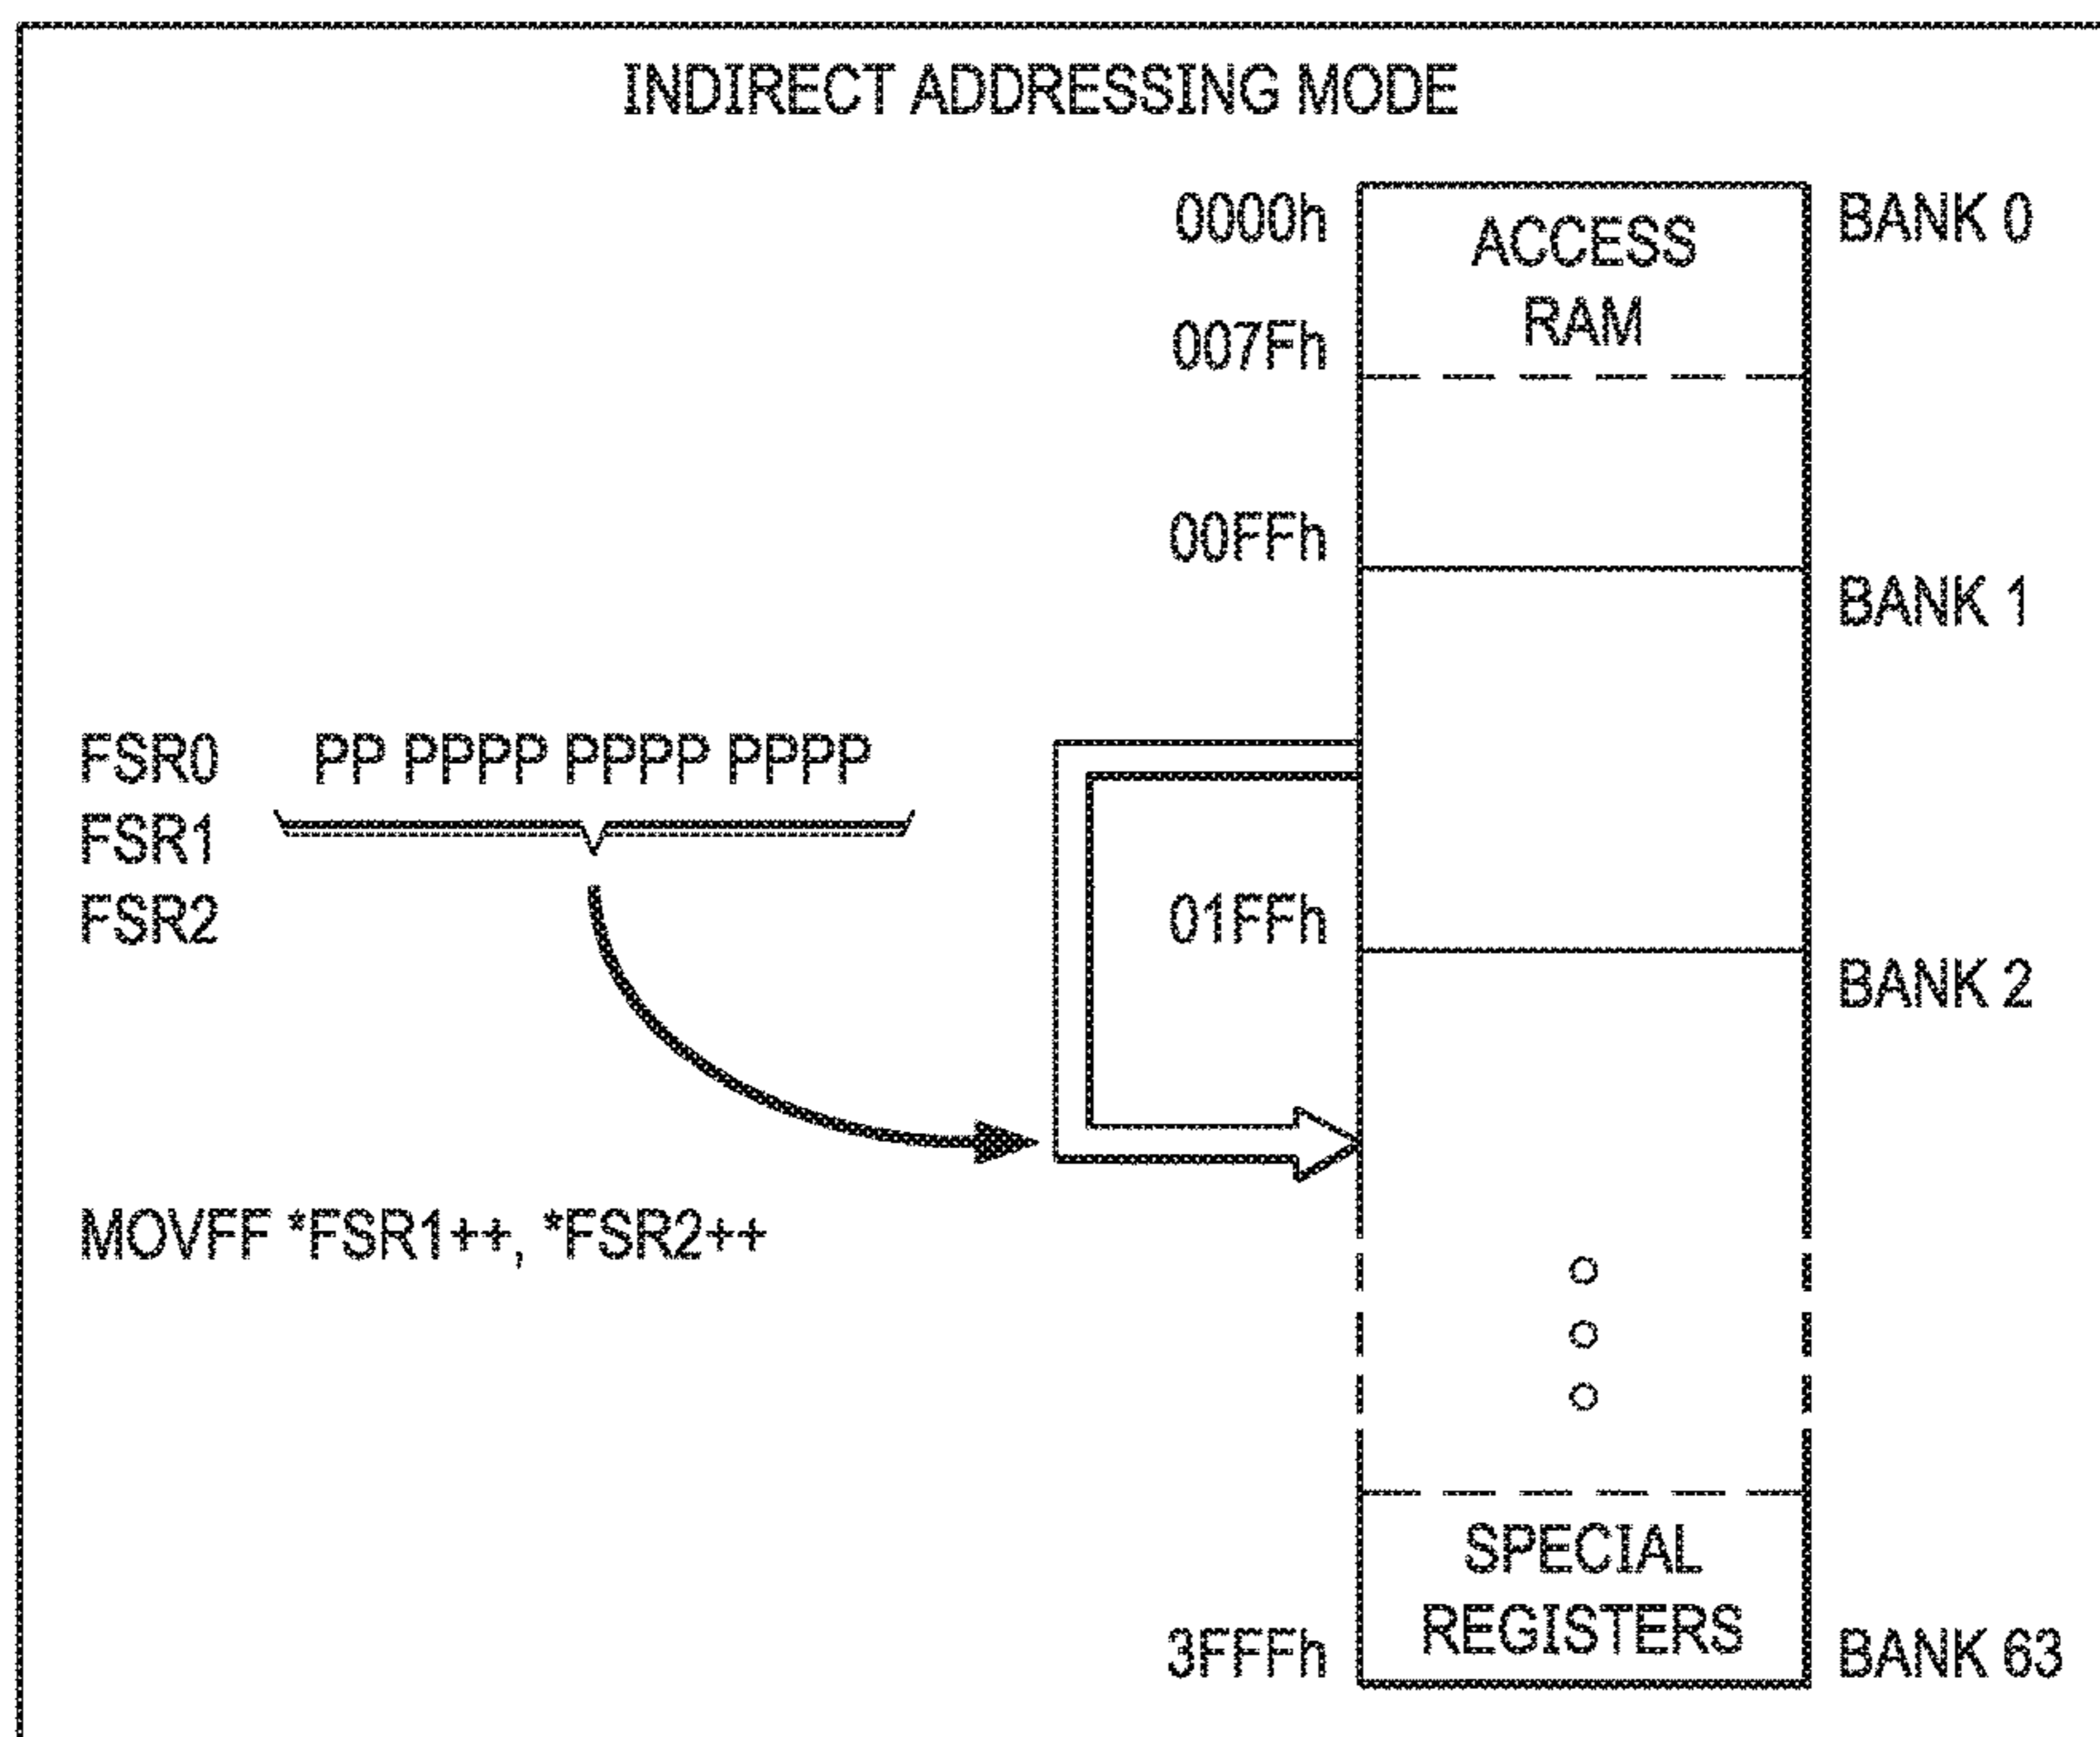 INDIRECT ADDRESSING MODE
0000h
ACCESS
RAM
BANK 0
007Fh
00FFh
BANK 1
FSR0 PP PPPP PPPP PPPP
FSR1
FSR2
01FFh
BANK 2
MOVFF *FSR1++, *FSR2++
SPECIAL
REGISTERS
3FFFh
BANK 63